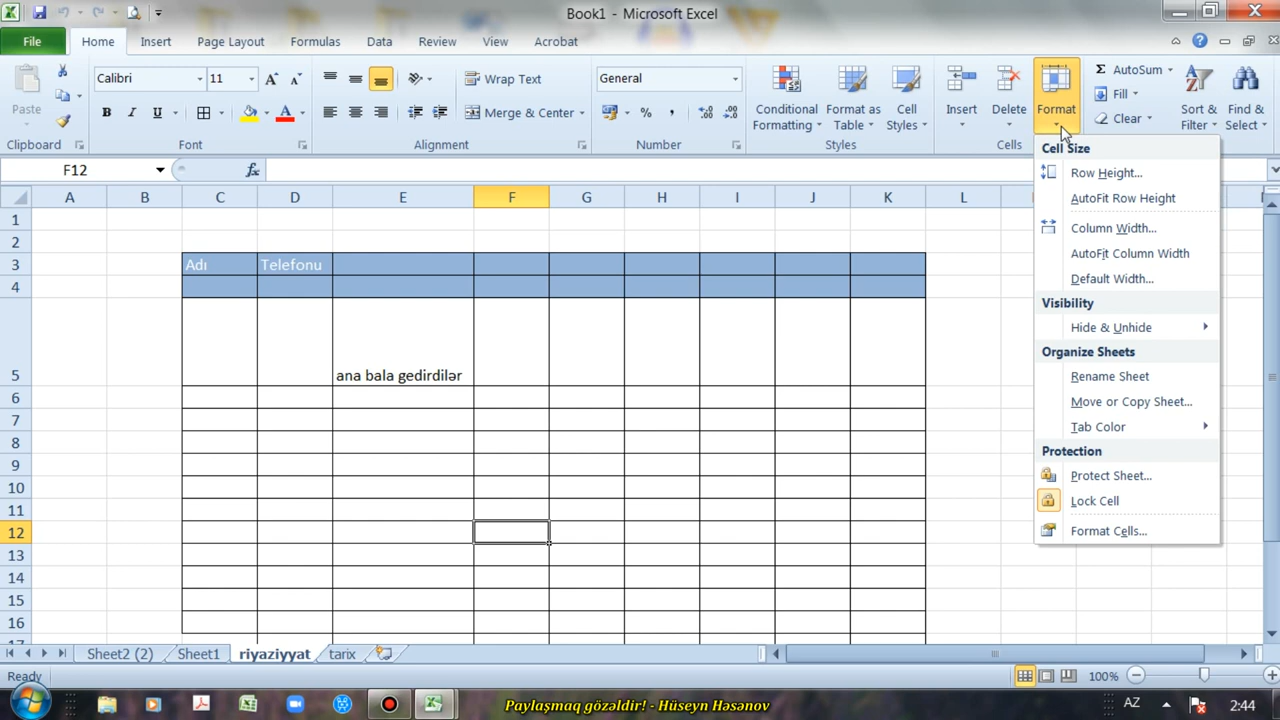 Book1 - Microsoft Excel
File Home Insert Page Layout Formulas Data Review View Acrobat
Calibri 11 Wrap Text General AutoSum
Paste Merge & Center Conditional Formatting Format as Table Cell Styles Insert Delete Format Fill Clear Sort & Filter Find & Select
Clipboard Font Alignment Number Styles Cells
F12 fx
A B C D E F G H I J K L
1
2
3 Adı Telefonu
4
5 ana bala gedirdilər
6
7
8
9
10
11
12
13
14
15
16
17
Cell Size
Row Height...
AutoFit Row Height
Column Width...
AutoFit Column Width
Default Width...
Visibility
Hide & Unhide
Organize Sheets
Rename Sheet
Move or Copy Sheet...
Tab Color
Protection
Protect Sheet...
Lock Cell
Format Cells...
Sheet2 (2) Sheet1 riyaziyyat tarix
Ready 100%
Paylaşmaq gözəldir! - Hüseyn Həsənov AZ 2:44